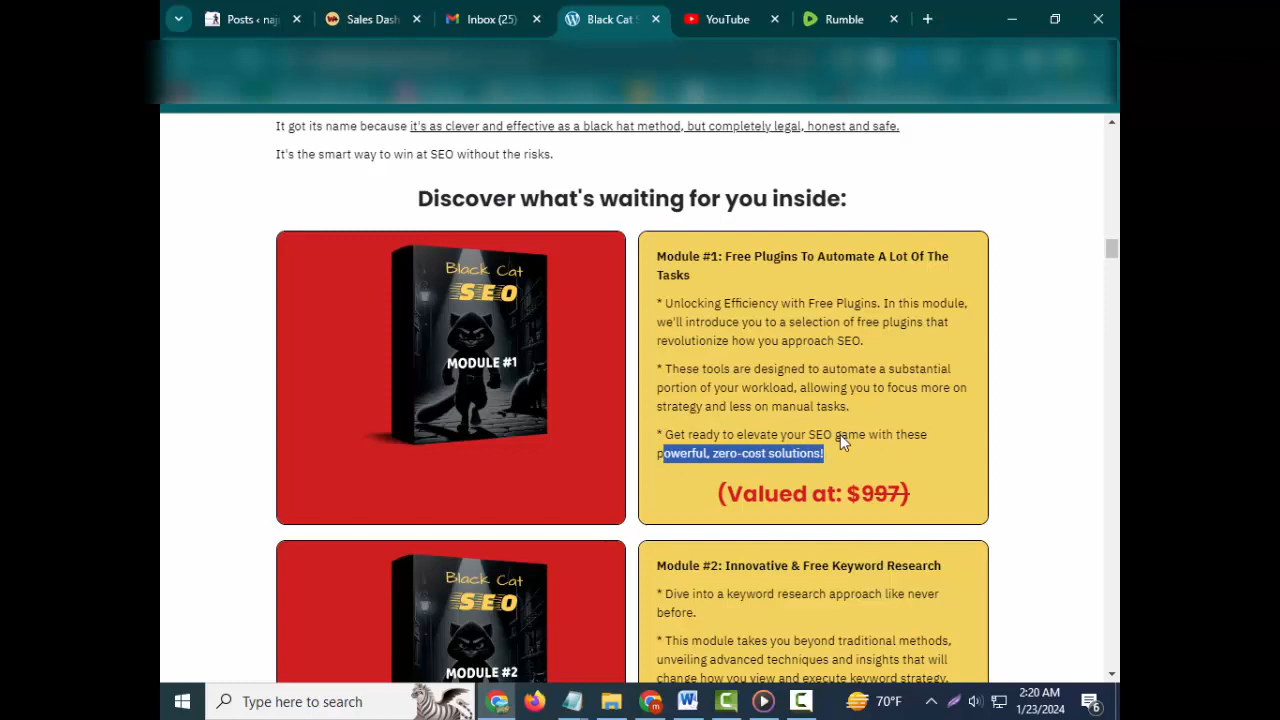 Posts ‹ naj
Sales Dash
Inbox (25)
Black Cat S
YouTube
Rumble
It got its name because it's as clever and effective as a black hat method, but completely legal, honest and safe.
It's the smart way to win at SEO without the risks.
Discover what's waiting for you inside:
Black Cat
SEO
MODULE #1
Module #1: Free Plugins To Automate A Lot Of The
Tasks
* Unlocking Efficiency with Free Plugins. In this module,
we'll introduce you to a selection of free plugins that
revolutionize how you approach SEO.
* These tools are designed to automate a substantial
portion of your workload, allowing you to focus more on
strategy and less on manual tasks.
* Get ready to elevate your SEO game with these
powerful, zero-cost solutions!
(Valued at: $997)
Black Cat
SEO
MODULE #2
Module #2: Innovative & Free Keyword Research
* Dive into a keyword research approach like never
before.
* This module takes you beyond traditional methods,
unveiling advanced techniques and insights that will
change how you view and execute keyword strategy.
Type here to search
70°F
2:20 AM
1/23/2024
6